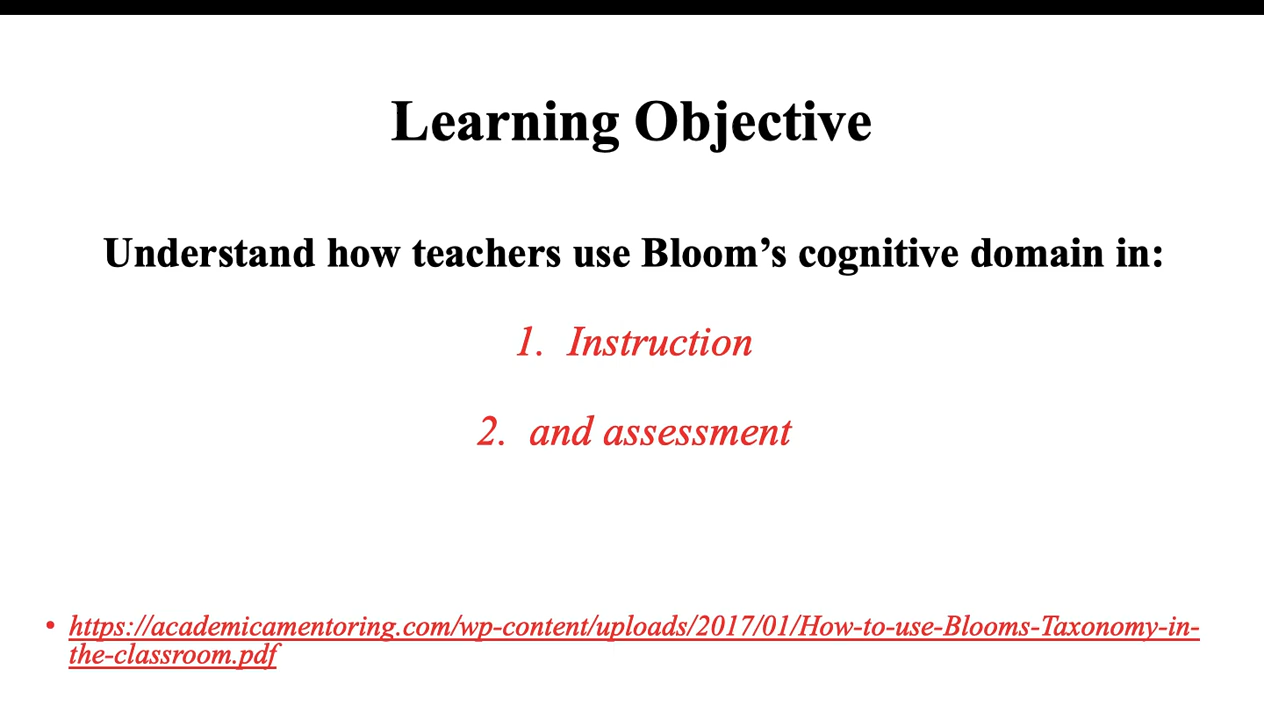 Learning Objective
Understand how teachers use Bloom’s cognitive domain in:
1. Instruction
2. and assessment
• https://academicamentoring.com/wp-content/uploads/2017/01/How-to-use-Blooms-Taxonomy-in-
the-classroom.pdf